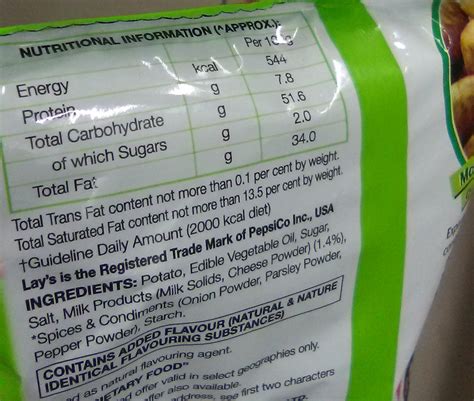 NUTRITIONAL INFORMATION (^APPROX.):
Per 100g
Energy kcal 544
Protein g 7.8
Total Carbohydrate g 51.6
of which Sugars g 2.0
Total Fat g 34.0
Total Trans Fat content not more than 0.1 per cent by weight.
Total Saturated Fat content not more than 13.5 per cent by weight.
†Guideline Daily Amount (2000 kcal diet)
Lay's is the Registered Trade Mark of PepsiCo Inc., USA
INGREDIENTS: Potato, Edible Vegetable Oil, Sugar,
Salt, Milk Products (Milk Solids, Cheese Powder) (1.4%),
*Spices & Condiments (Onion Powder, Parsley Powder,
Pepper Powder), Starch.
CONTAINS ADDED FLAVOUR (NATURAL & NATURE
IDENTICAL FLAVOURING SUBSTANCES)
as natural flavouring agent.
FOOD"
offer valid in select geographies only.
offer also available.
address, see first two characters